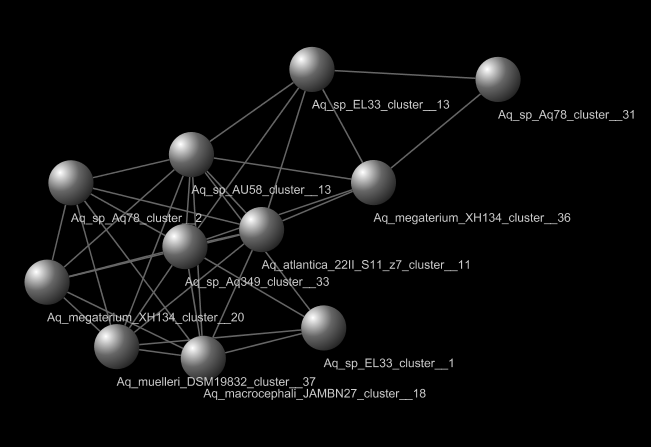 Aq_sp_EL33_cluster__13
Aq_sp_Aq78_cluster__31
Aq_sp_AU58_cluster__13
Aq_sp_Aq78_cluster__2
Aq_megaterium_XH134_cluster__36
Aq_atlantica_22II_S11_z7_cluster__11
Aq_sp_Aq349_cluster__33
Aq_megaterium_XH134_cluster__20
Aq_sp_EL33_cluster__1
Aq_muelleri_DSM19832_cluster__37
Aq_macrocephali_JAMBN27_cluster__18